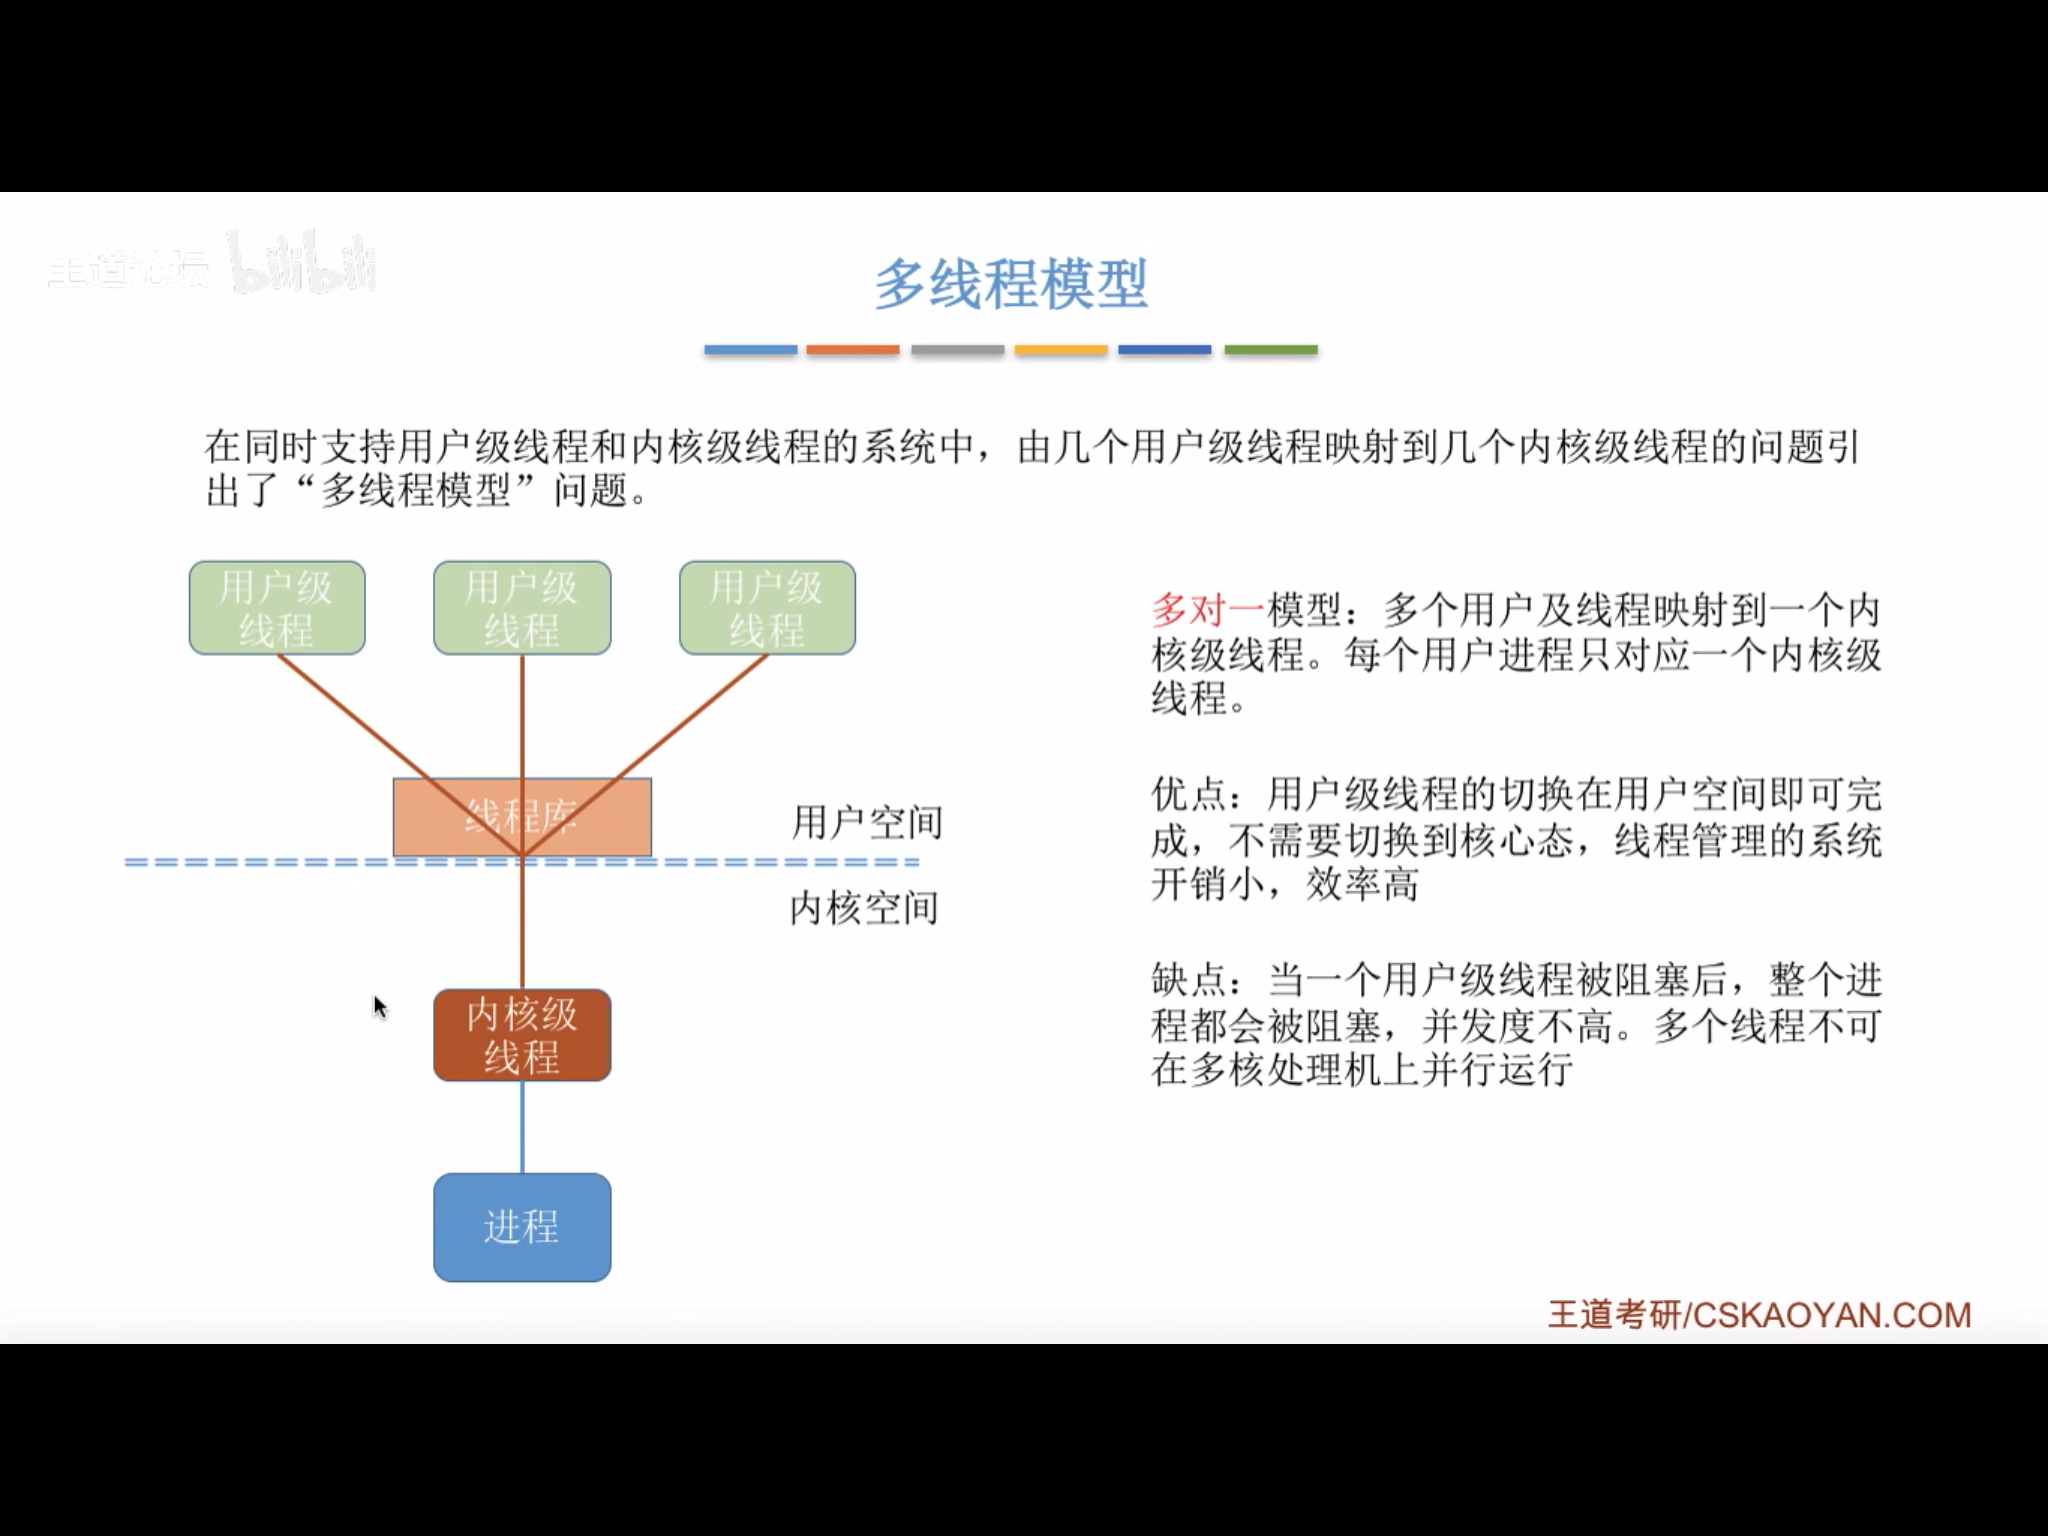 王道论坛 bilibili
多线程模型
在同时支持用户级线程和内核级线程的系统中，由几个用户级线程映射到几个内核级线程的问题引
出了“多线程模型”问题。
用户级
线程
用户级
线程
用户级
线程
线程库
用户空间
内核空间
内核级
线程
进程
多对一模型：多个用户及线程映射到一个内
核级线程。每个用户进程只对应一个内核级
线程。
优点：用户级线程的切换在用户空间即可完
成，不需要切换到核心态，线程管理的系统
开销小，效率高
缺点：当一个用户级线程被阻塞后，整个进
程都会被阻塞，并发度不高。多个线程不可
在多核处理机上并行运行
王道考研/CSKAOYAN.COM